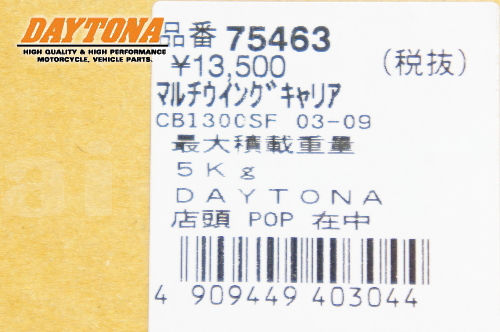 DAYTONA
HIGH QUALITY & HIGH PERFORMANCE
MOTORCYCLE, VEHICLE PARTS.
品番 75463
¥13,500 (税抜)
マルチウイングキャリア
CB1300SF 03-09
最大積載重量
5Kg
DAYTONA
店頭 POP 在中
4 909449 403044